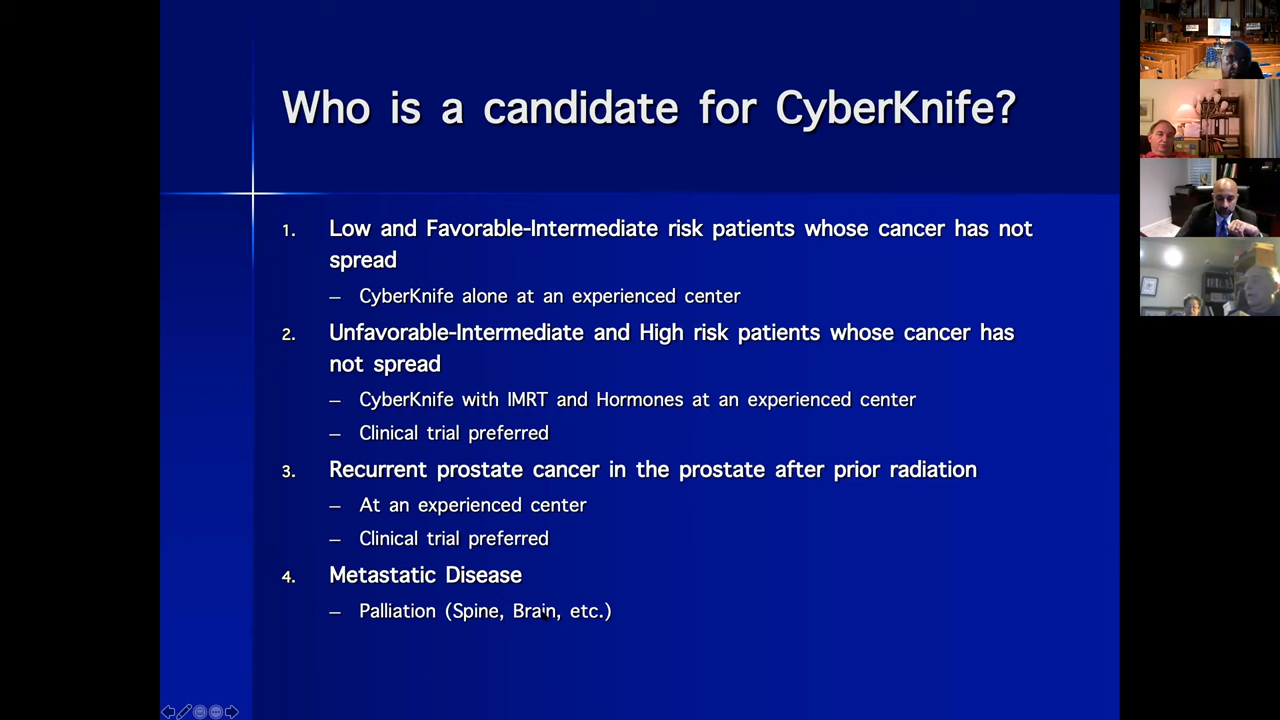 Who is a candidate for CyberKnife?
1. Low and Favorable-Intermediate risk patients whose cancer has not
spread
– CyberKnife alone at an experienced center
2. Unfavorable-Intermediate and High risk patients whose cancer has
not spread
– CyberKnife with IMRT and Hormones at an experienced center
– Clinical trial preferred
3. Recurrent prostate cancer in the prostate after prior radiation
– At an experienced center
– Clinical trial preferred
4. Metastatic Disease
– Palliation (Spine, Brain, etc.)